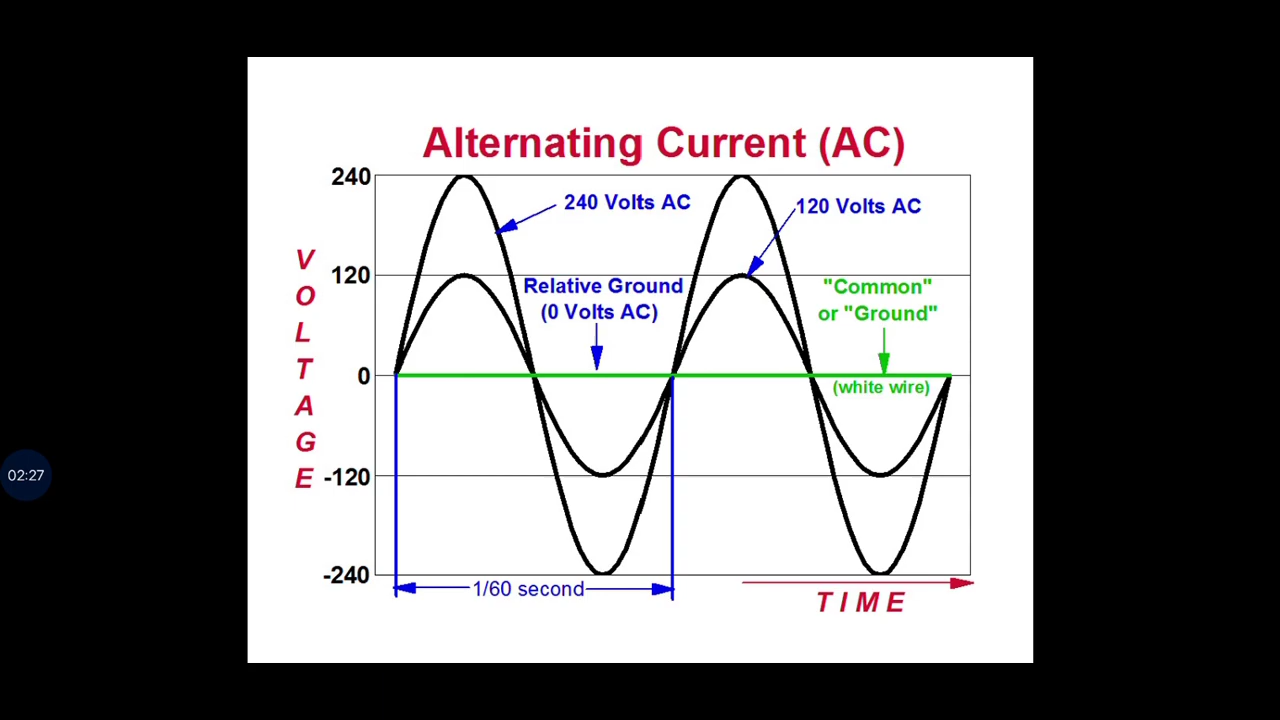 Alternating Current (AC)
240
240 Volts AC
120 Volts AC
120
Relative Ground
(0 Volts AC)
"Common"
or "Ground"
0
(white wire)
-120
-240
VOLTAGE
1/60 second
TIME
02:27